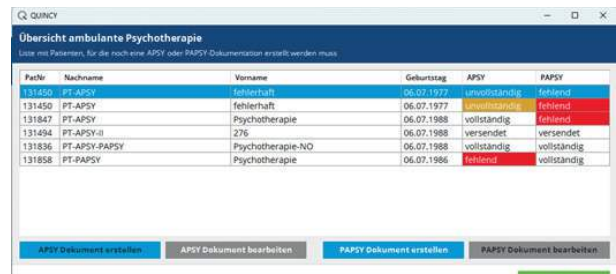 QUINCY
Übersicht ambulante Psychotherapie
Liste mit Patienten, für die noch eine APSY oder PAPSY-Dokumentation erstellt werden muss
PatNr Nachname Vorname Geburtstag APSY PAPSY
131450 PT-APSY fehlerhaft 06.07.1977 unvollständig fehlend
131450 PT-APSY fehlerhaft 06.07.1977 unvollständig fehlend
131847 PT-APSY Psychotherapie 06.07.1988 vollständig fehlend
131494 PT-APSY-II 276 06.07.1988 versendet versendet
131836 PT-APSY-PAPSY Psychotherapie-NO 06.07.1988 vollständig vollständig
131858 PT-PAPSY Psychotherapie 06.07.1986 fehlend vollständig
APSY Dokument erstellen APSY Dokument bearbeiten PAPSY Dokument erstellen PAPSY Dokument bearbeiten